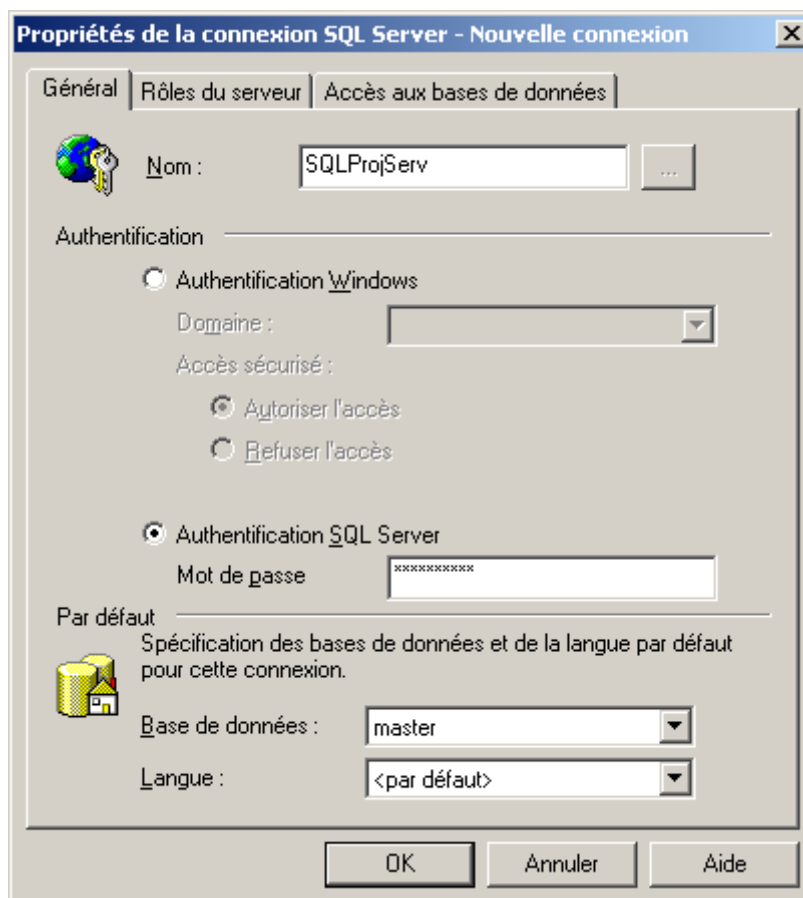 Propriétés de la connexion SQL Server - Nouvelle connexion
Général Rôles du serveur Accès aux bases de données
Nom : SQLProjServ ...
Authentification
Authentification Windows
Domaine :
Accès sécurisé :
Autoriser l'accès
Refuser l'accès
Authentification SQL Server
Mot de passe **********
Par défaut
Spécification des bases de données et de la langue par défaut
pour cette connexion.
Base de données : master
Langue : <par défaut>
OK Annuler Aide